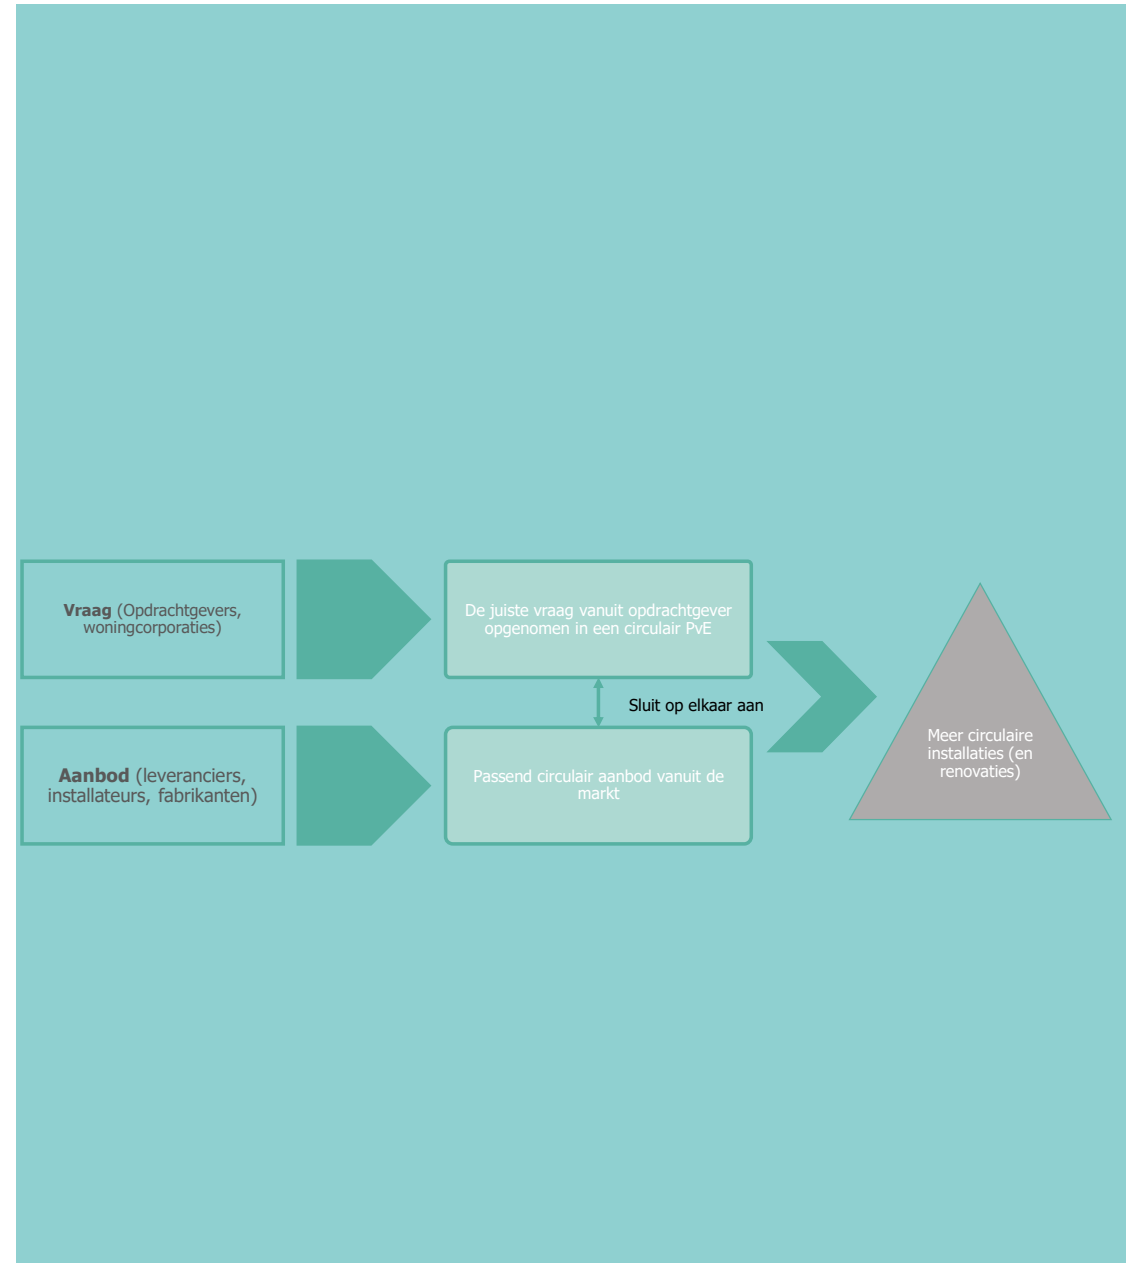 Vraag (Opdrachtgevers,
woningcorporaties)
De juiste vraag vanuit opdrachtgever
opgenomen in een circulair PvE
Sluit op elkaar aan
Aanbod (leveranciers,
installateurs, fabrikanten)
Passend circulair aanbod vanuit de
markt
Meer circulaire
installaties (en
renovaties)